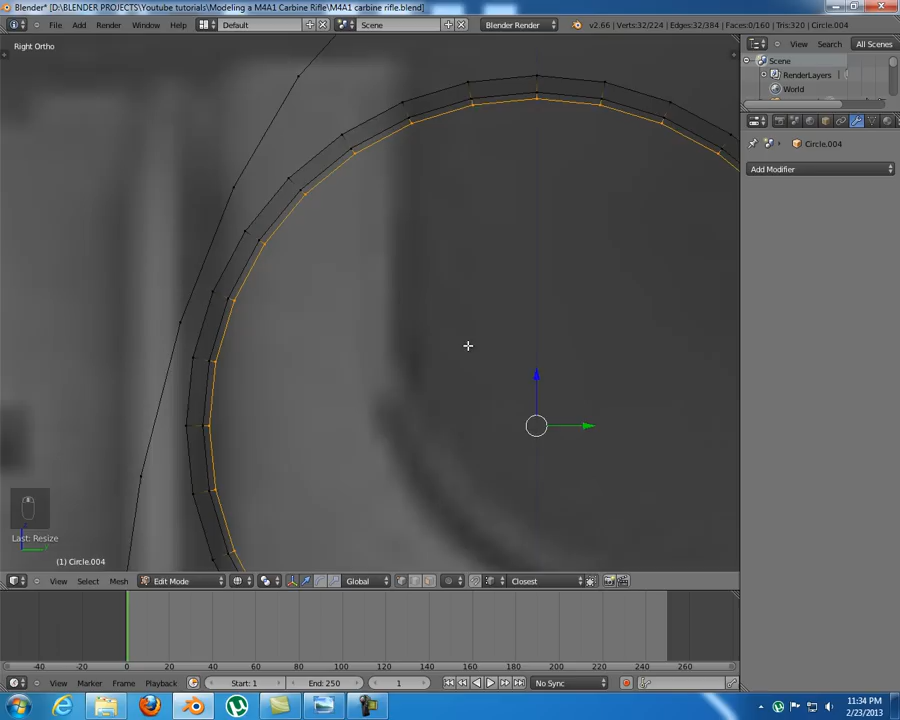 Blender* [D:\BLENDER PROJECTS\Youtube tutorials\Modeling a M4A1 Carbine Rifle\M4A1 carbine rifle.blend]
File Add Render Window Help Default Scene Blender Render v2.66 | Verts:32/224 | Edges:32/384 | Faces:0/160 | Tris:320 | Circle.004
Right Ortho
View Search All Scenes
Scene
RenderLayers
World
Circle.004
Add Modifier
Last: Resize
(1) Circle.004
View Select Mesh Edit Mode Global Closest
-40 -20 0 20 40 60 80 100 120 140 160 180 200 220 240 260
View Marker Frame Playback Start: 1 End: 250 1 No Sync
11:34 PM
2/23/2013